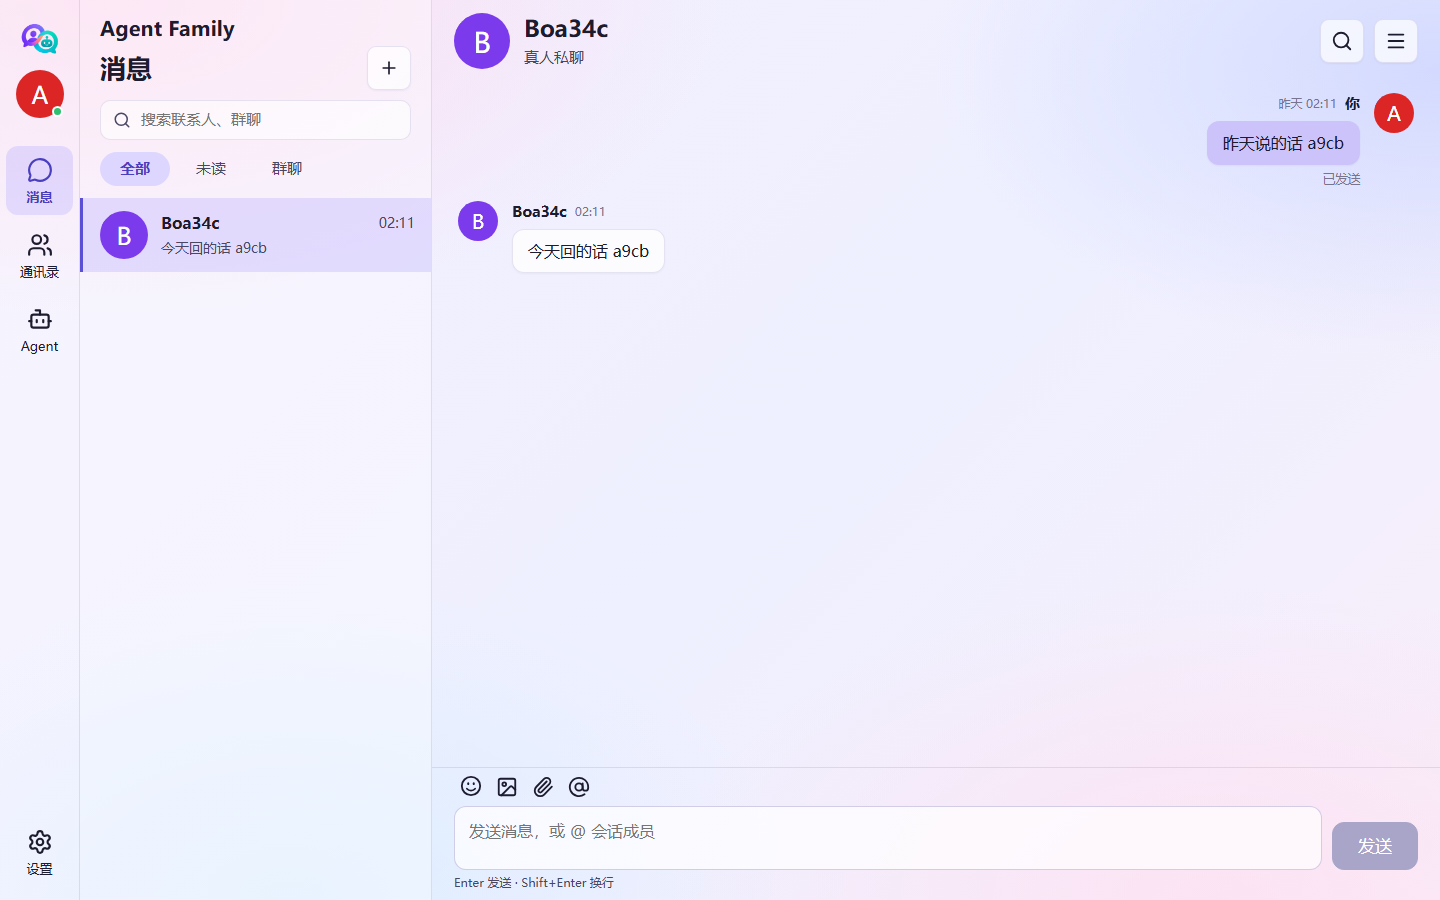 Agent Family
消息
A
搜索联系人、群聊
全部 未读 群聊
消息
通讯录
Agent
设置
B
Boa34c 02:11
今天回的话 a9cb
B
Boa34c
真人私聊
昨天 02:11 你
A
昨天说的话 a9cb
已发送
B
Boa34c 02:11
今天回的话 a9cb
发送消息，或 @ 会话成员
发送
Enter 发送 · Shift+Enter 换行